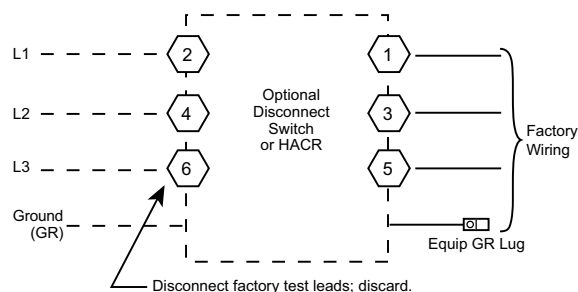 L1
2
1
L2
4
Optional
Disconnect
Switch
or HACR
3
Factory
Wiring
L3
6
5
Ground
(GR)
Equip GR Lug
Disconnect factory test leads; discard.